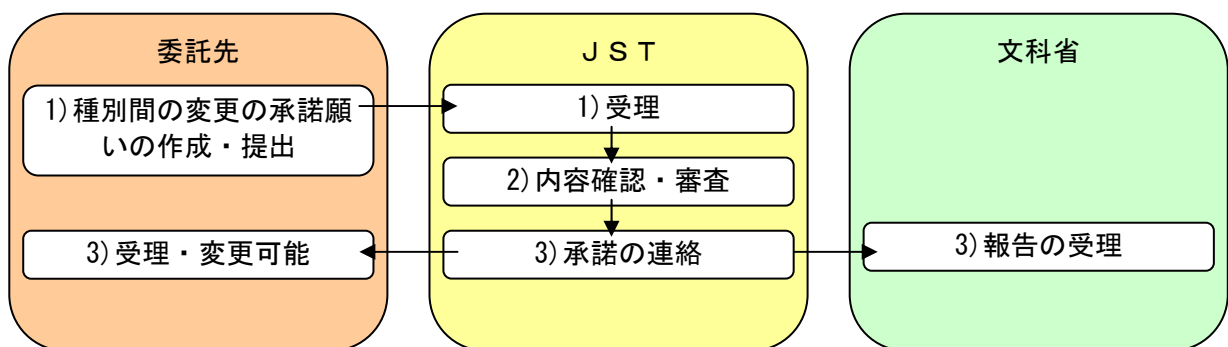 委託先
1)種別間の変更の承諾願
いの作成・提出
3)受理・変更可能
ＪＳＴ
1)受理
2)内容確認・審査
3)承諾の連絡
文科省
3)報告の受理